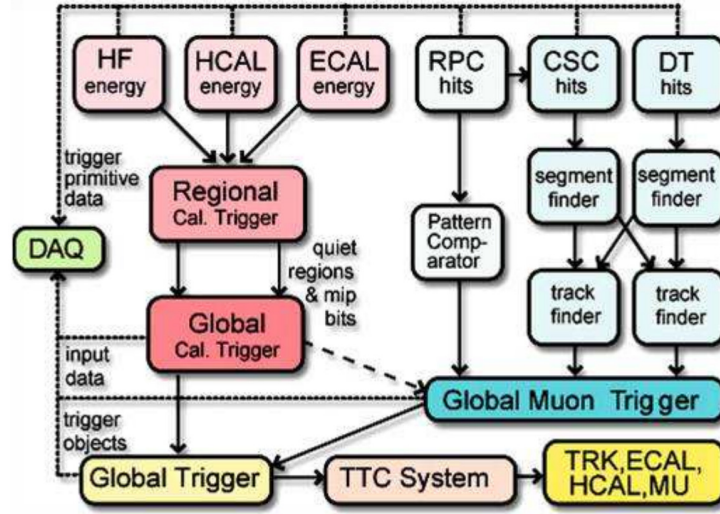 HF
energy
HCAL
energy
ECAL
energy
RPC
hits
CSC
hits
DT
hits
trigger
primitive
data
Regional
Cal. Trigger
segment
finder
segment
finder
DAQ
Pattern
Comp-
arator
quiet
regions
& mip
bits
track
finder
track
finder
Global
Cal. Trigger
input
data
Global Muon Trigger
trigger
objects
Global Trigger
TTC System
TRK,ECAL,
HCAL,MU